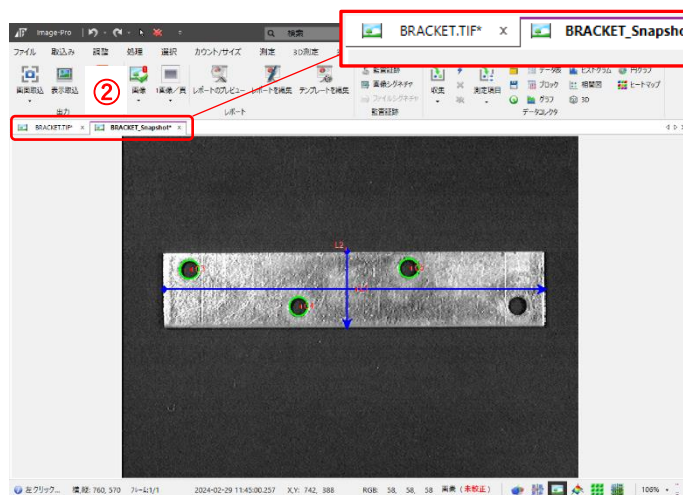 Image-Pro
検索
BRACKET.TIF* x BRACKET_Snapsho
ファイル 取込み 調整 処理 選択 カウント/サイズ 測定 3D測定
②
画面取込 表示取込 画像 1画像／頁 レポートのプレビュー レポートを編集 テンプレートを編集
監査証跡
画像シグネチャ
ファイルシグネチャ
収集 測定項目
データ表 ヒストグラム 円グラフ
ブロック 相関図 ヒートマップ
グラフ 3D
出力 レポート 監査証跡 データコレクタ
BRACKET.TIF* x BRACKET_Snapshot* x
L2
左クリック... 横,縦: 760, 570 フレーム:1/1 2024-02-29 11:45:00.257 X,Y: 742, 388 RGB: 58, 58, 58 画素 (未校正) 106%